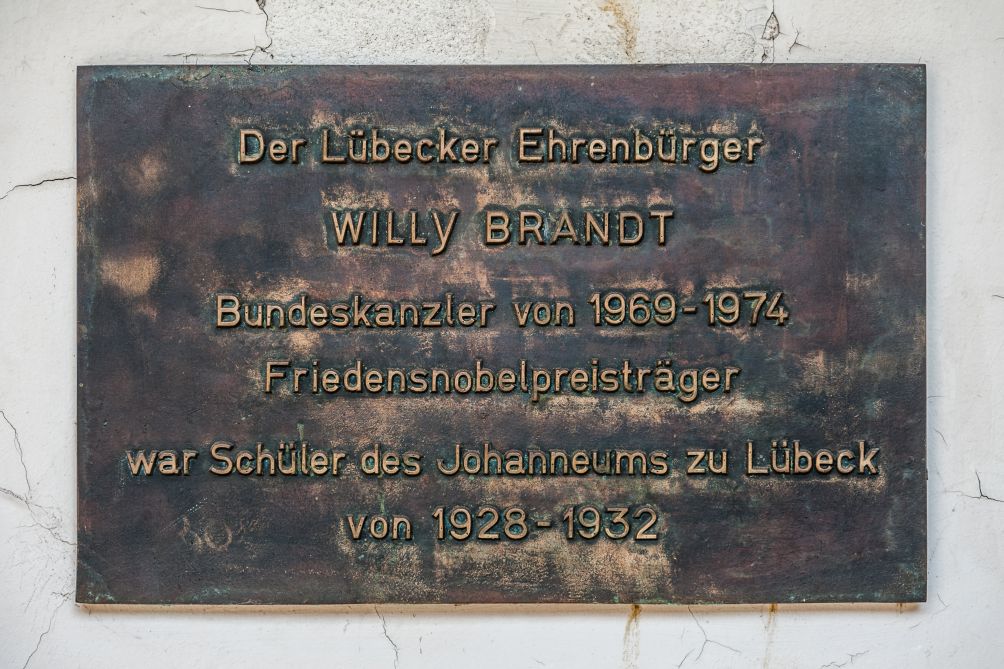 Der Lübecker Ehrenbürger
WILLY BRANDT
Bundeskanzler von 1969-1974
Friedensnobelpreisträger
war Schüler des Johanneums zu Lübeck
von 1928-1932